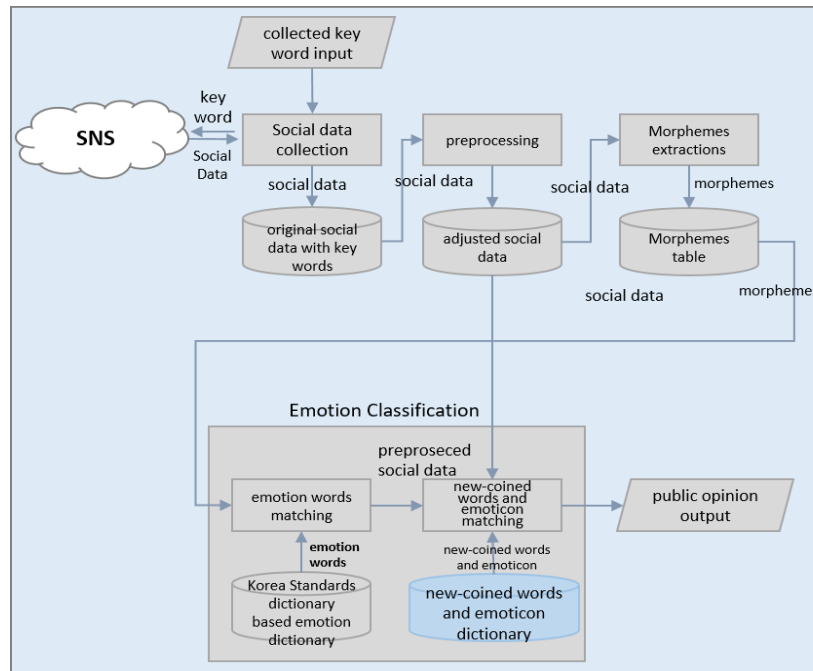 collected key
word input
key
word
SNS
Social
Data
Social data
collection
preprocessing
Morphemes
extractions
social data
social data
social data
morphemes
original social
data with key
words
adjusted social
data
Morphemes
table
social data
morphemes
Emotion Classification
preproseced
social data
emotion words
matching
new-coined
words and
emoticon
matching
public opinion
output
emotion
words
new-coined words
and emoticon
Korea Standards
dictionary
based emotion
dictionary
new-coined words
and emoticon
dictionary